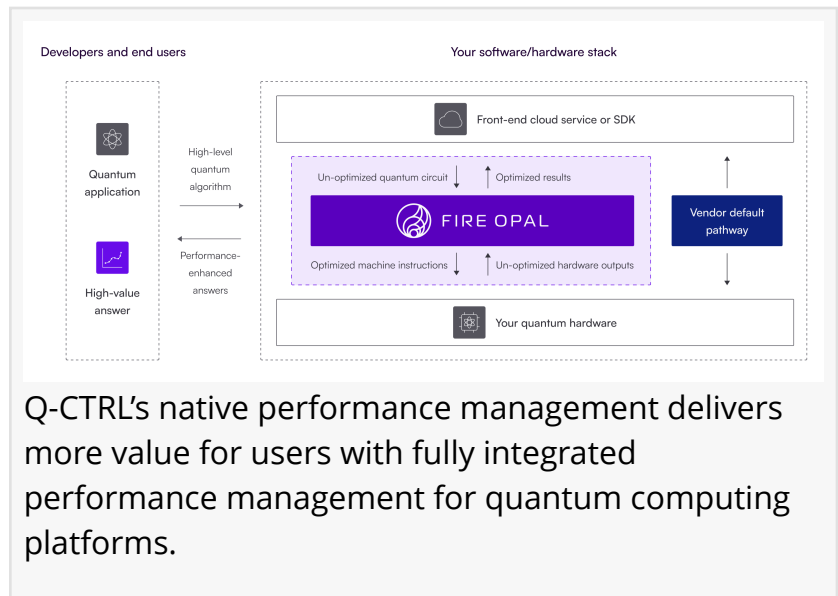 Developers and end users
Your software/hardware stack
Quantum
application
High-value
answer
High-level
quantum
algorithm
Performance-
enhanced
answers
Front-end cloud service or SDK
Un-optimized quantum circuit
Optimized results
FIRE OPAL
Optimized machine instructions
Un-optimized hardware outputs
Vendor default
pathway
Your quantum hardware
Q-CTRL’s native performance management delivers
more value for users with fully integrated
performance management for quantum computing
platforms.